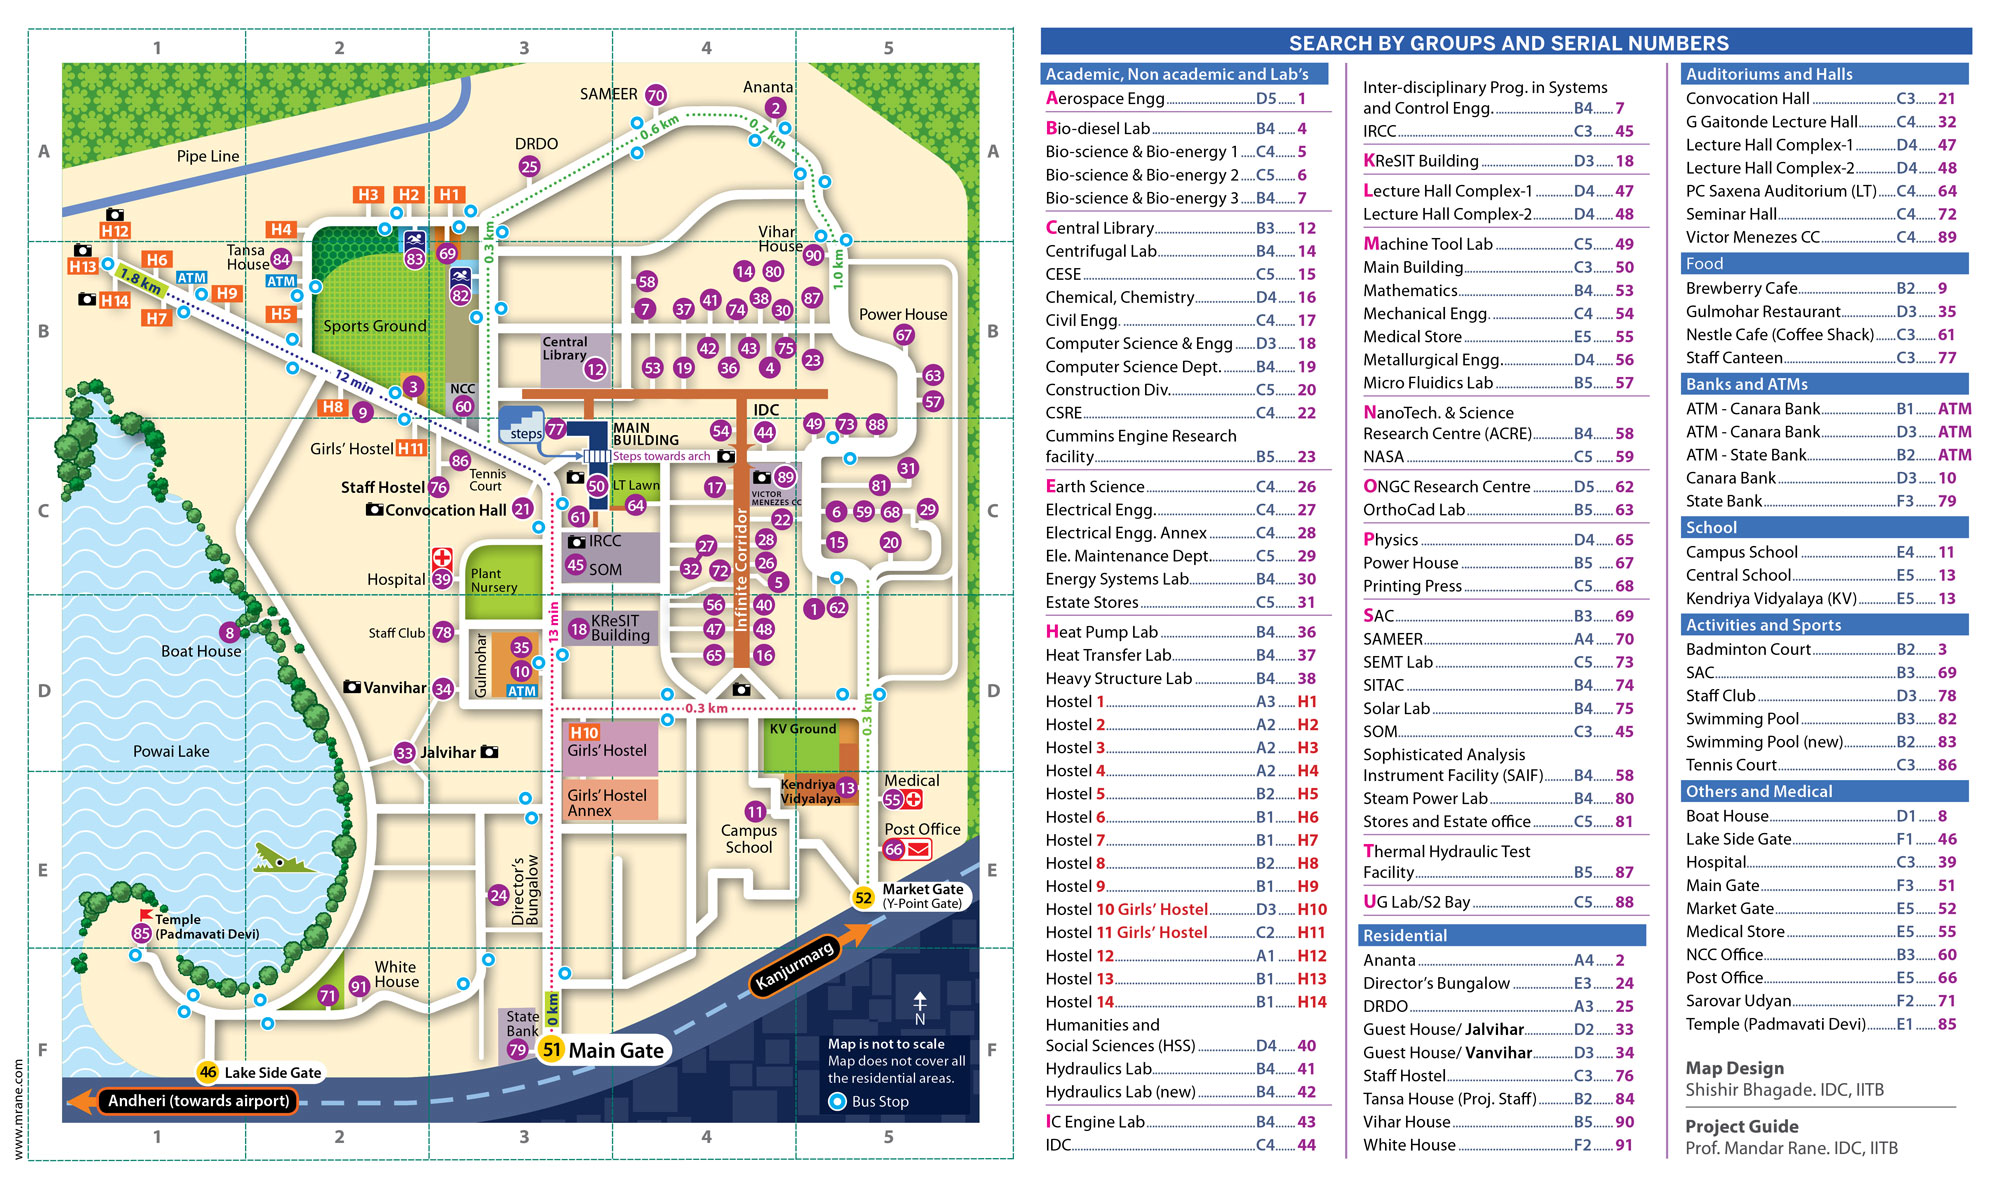 1 2 3 4 5
A
B
C
D
E
F
A
B
C
D
E
F
1 2 3 4 5
www.mrane.com
Pipe Line
SAMEER 70
Ananta
2
0.6 km
0.7 km
DRDO
25
H3 H2 H1
H12
H4
H13
H6
Tansa
House 84
83
69
0.3 km
Vihar
House
90
1.0 km
1.8 km
ATM
ATM
H14
H9
H7
H5
82
Sports Ground
58 14 80
7 37 41 74 38 30 87
Power House
67
Central
Library
12
42 43 75 23
53 19 36 4
63
57
12 min
3
NCC
60
H8
9
IDC
steps
77
MAIN
BUILDING
Steps towards arch
54 44
49 73 88
Girls' Hostel H11
86
Tennis
Court
Staff Hostel 76
Convocation Hall 21
50
LT Lawn
64
61
17
89
VICTOR
MENEZES CC
22
31
81
6 59 68 29
15 20
Infinite Corridor
IRCC
45 SOM
27 28
32 72 26
5
Hospital 39
Plant
Nursery
1 62
13 min
56 40
47 48
65 16
18 KReSIT
Building
8
Boat House
Staff Club 78
Gulmohar
35
10
ATM
Vanvihar 34
0.3 km
0.3 km
H10
Girls' Hostel
KV Ground
Powai Lake
33 Jalvihar
Girls' Hostel
Annex
Kendriya
Vidyalaya
13
Medical
55
11
Campus
School
Post Office
66
24
Director's
Bungalow
52 Market Gate
(Y-Point Gate)
Temple
(Padmavati Devi)
85
Kanjurmarg
White
House
91
71
0 km
State
Bank
79
51 Main Gate
46 Lake Side Gate
Andheri (towards airport)
N
Map is not to scale
Map does not cover all
the residential areas.
Bus Stop
SEARCH BY GROUPS AND SERIAL NUMBERS
Academic, Non academic and Lab's
Aerospace Engg D5 1
Bio-diesel Lab B4 4
Bio-science & Bio-energy 1 C4 5
Bio-science & Bio-energy 2 C5 6
Bio-science & Bio-energy 3 B4 7
Central Library B3 12
Centrifugal Lab B4 14
CESE C5 15
Chemical, Chemistry D4 16
Civil Engg. C4 17
Computer Science & Engg D3 18
Computer Science Dept. B4 19
Construction Div. C5 20
CSRE C4 22
Cummins Engine Research
facility B5 23
Earth Science C4 26
Electrical Engg. C4 27
Electrical Engg. Annex C4 28
Ele. Maintenance Dept. C5 29
Energy Systems Lab B4 30
Estate Stores C5 31
Heat Pump Lab B4 36
Heat Transfer Lab B4 37
Heavy Structure Lab B4 38
Hostel 1 A3 H1
Hostel 2 A2 H2
Hostel 3 A2 H3
Hostel 4 A2 H4
Hostel 5 B2 H5
Hostel 6 B1 H6
Hostel 7 B1 H7
Hostel 8 B2 H8
Hostel 9 B1 H9
Hostel 10 Girls' Hostel D3 H10
Hostel 11 Girls' Hostel C2 H11
Hostel 12 A1 H12
Hostel 13 B1 H13
Hostel 14 B1 H14
Humanities and
Social Sciences (HSS) D4 40
Hydraulics Lab B4 41
Hydraulics Lab (new) B4 42
IC Engine Lab B4 43
IDC C4 44
Inter-disciplinary Prog. in Systems
and Control Engg. B4 7
IRCC C3 45
KReSIT Building D3 18
Lecture Hall Complex-1 D4 47
Lecture Hall Complex-2 D4 48
Machine Tool Lab C5 49
Main Building C3 50
Mathematics B4 53
Mechanical Engg. C4 54
Medical Store E5 55
Metallurgical Engg. D4 56
Micro Fluidics Lab B5 57
NanoTech. & Science
Research Centre (ACRE) B4 58
NASA C5 59
ONGC Research Centre D5 62
OrthoCad Lab B5 63
Physics D4 65
Power House B5 67
Printing Press C5 68
SAC B3 69
SAMEER A4 70
SEMT Lab C5 73
SITAC B4 74
Solar Lab B4 75
SOM C3 45
Sophisticated Analysis
Instrument Facility (SAIF) B4 58
Steam Power Lab B4 80
Stores and Estate office C5 81
Thermal Hydraulic Test
Facility B5 87
UG Lab/S2 Bay C5 88
Residential
Ananta A4 2
Director's Bungalow E3 24
DRDO A3 25
Guest House/ Jalvihar D2 33
Guest House/ Vanvihar D3 34
Staff Hostel C3 76
Tansa House (Proj. Staff) B2 84
Vihar House B5 90
White House F2 91
Auditoriums and Halls
Convocation Hall C3 21
G Gaitonde Lecture Hall C4 32
Lecture Hall Complex-1 D4 47
Lecture Hall Complex-2 D4 48
PC Saxena Auditorium (LT) C4 64
Seminar Hall C4 72
Victor Menezes CC C4 89
Food
Brewberry Cafe B2 9
Gulmohar Restaurant D3 35
Nestle Cafe (Coffee Shack) C3 61
Staff Canteen C3 77
Banks and ATMs
ATM - Canara Bank B1 ATM
ATM - Canara Bank D3 ATM
ATM - State Bank B2 ATM
Canara Bank D3 10
State Bank F3 79
School
Campus School E4 11
Central School E5 13
Kendriya Vidyalaya (KV) E5 13
Activities and Sports
Badminton Court B2 3
SAC B3 69
Staff Club D3 78
Swimming Pool B3 82
Swimming Pool (new) B2 83
Tennis Court C3 86
Others and Medical
Boat House D1 8
Lake Side Gate F1 46
Hospital C3 39
Main Gate F3 51
Market Gate E5 52
Medical Store E5 55
NCC Office B3 60
Post Office E5 66
Sarovar Udyan F2 71
Temple (Padmavati Devi) E1 85
Map Design
Shishir Bhagade. IDC, IITB
Project Guide
Prof. Mandar Rane. IDC, IITB